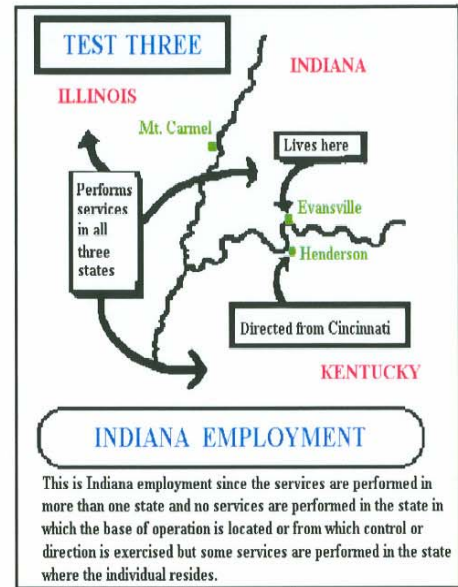 TEST THREE
INDIANA
ILLINOIS
Mt. Carmel
Lives here
Performs
services
in all
three
states
Evansville
Henderson
Directed from Cincinnati
KENTUCKY
INDIANA EMPLOYMENT
This is Indiana employment since the services are performed in
more than one state and no services are performed in the state in
which the base of operation is located or from which control or
direction is exercised but some services are performed in the state
where the individual resides.